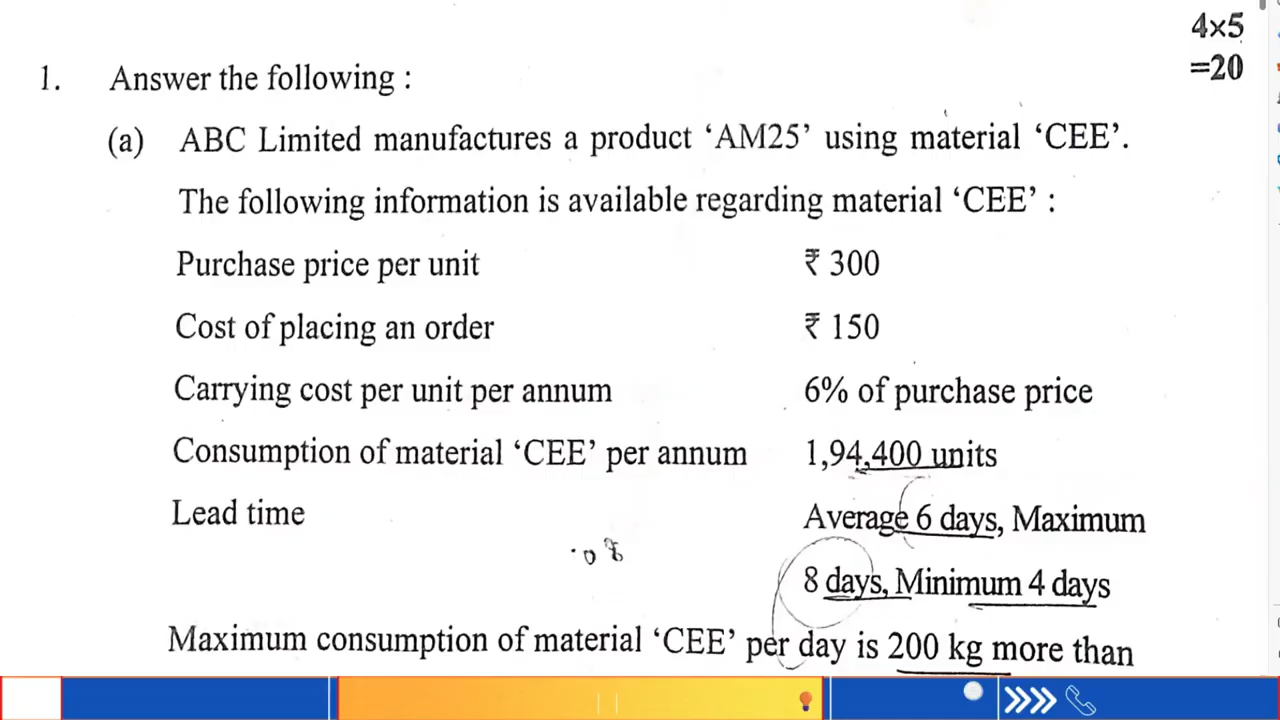 4×5
=20
1. Answer the following :
(a) ABC Limited manufactures a product ‘AM25’ using material ‘CEE’.
The following information is available regarding material ‘CEE’ :
Purchase price per unit ₹ 300
Cost of placing an order ₹ 150
Carrying cost per unit per annum 6% of purchase price
Consumption of material ‘CEE’ per annum 1,94,400 units
Lead time Average 6 days, Maximum
8 days, Minimum 4 days
Maximum consumption of material ‘CEE’ per day is 200 kg more than